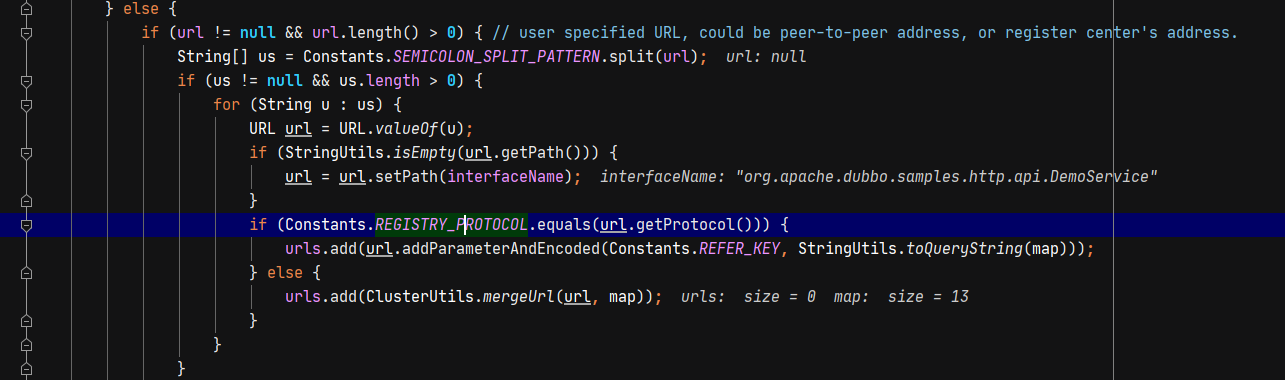 } else {
if (url != null && url.length() > 0) { // user specified URL, could be peer-to-peer address, or register center's address.
String[] us = Constants.SEMICOLON_SPLIT_PATTERN.split(url);  url: null
if (us != null && us.length > 0) {
for (String u : us) {
URL url = URL.valueOf(u);
if (StringUtils.isEmpty(url.getPath())) {
url = url.setPath(interfaceName);  interfaceName: "org.apache.dubbo.samples.http.api.DemoService"
}
if (Constants.REGISTRY_PROTOCOL.equals(url.getProtocol())) {
urls.add(url.addParameterAndEncoded(Constants.REFER_KEY, StringUtils.toQueryString(map)));
} else {
urls.add(ClusterUtils.mergeUrl(url, map));  urls:  size = 0  map:  size = 13
}
}
}